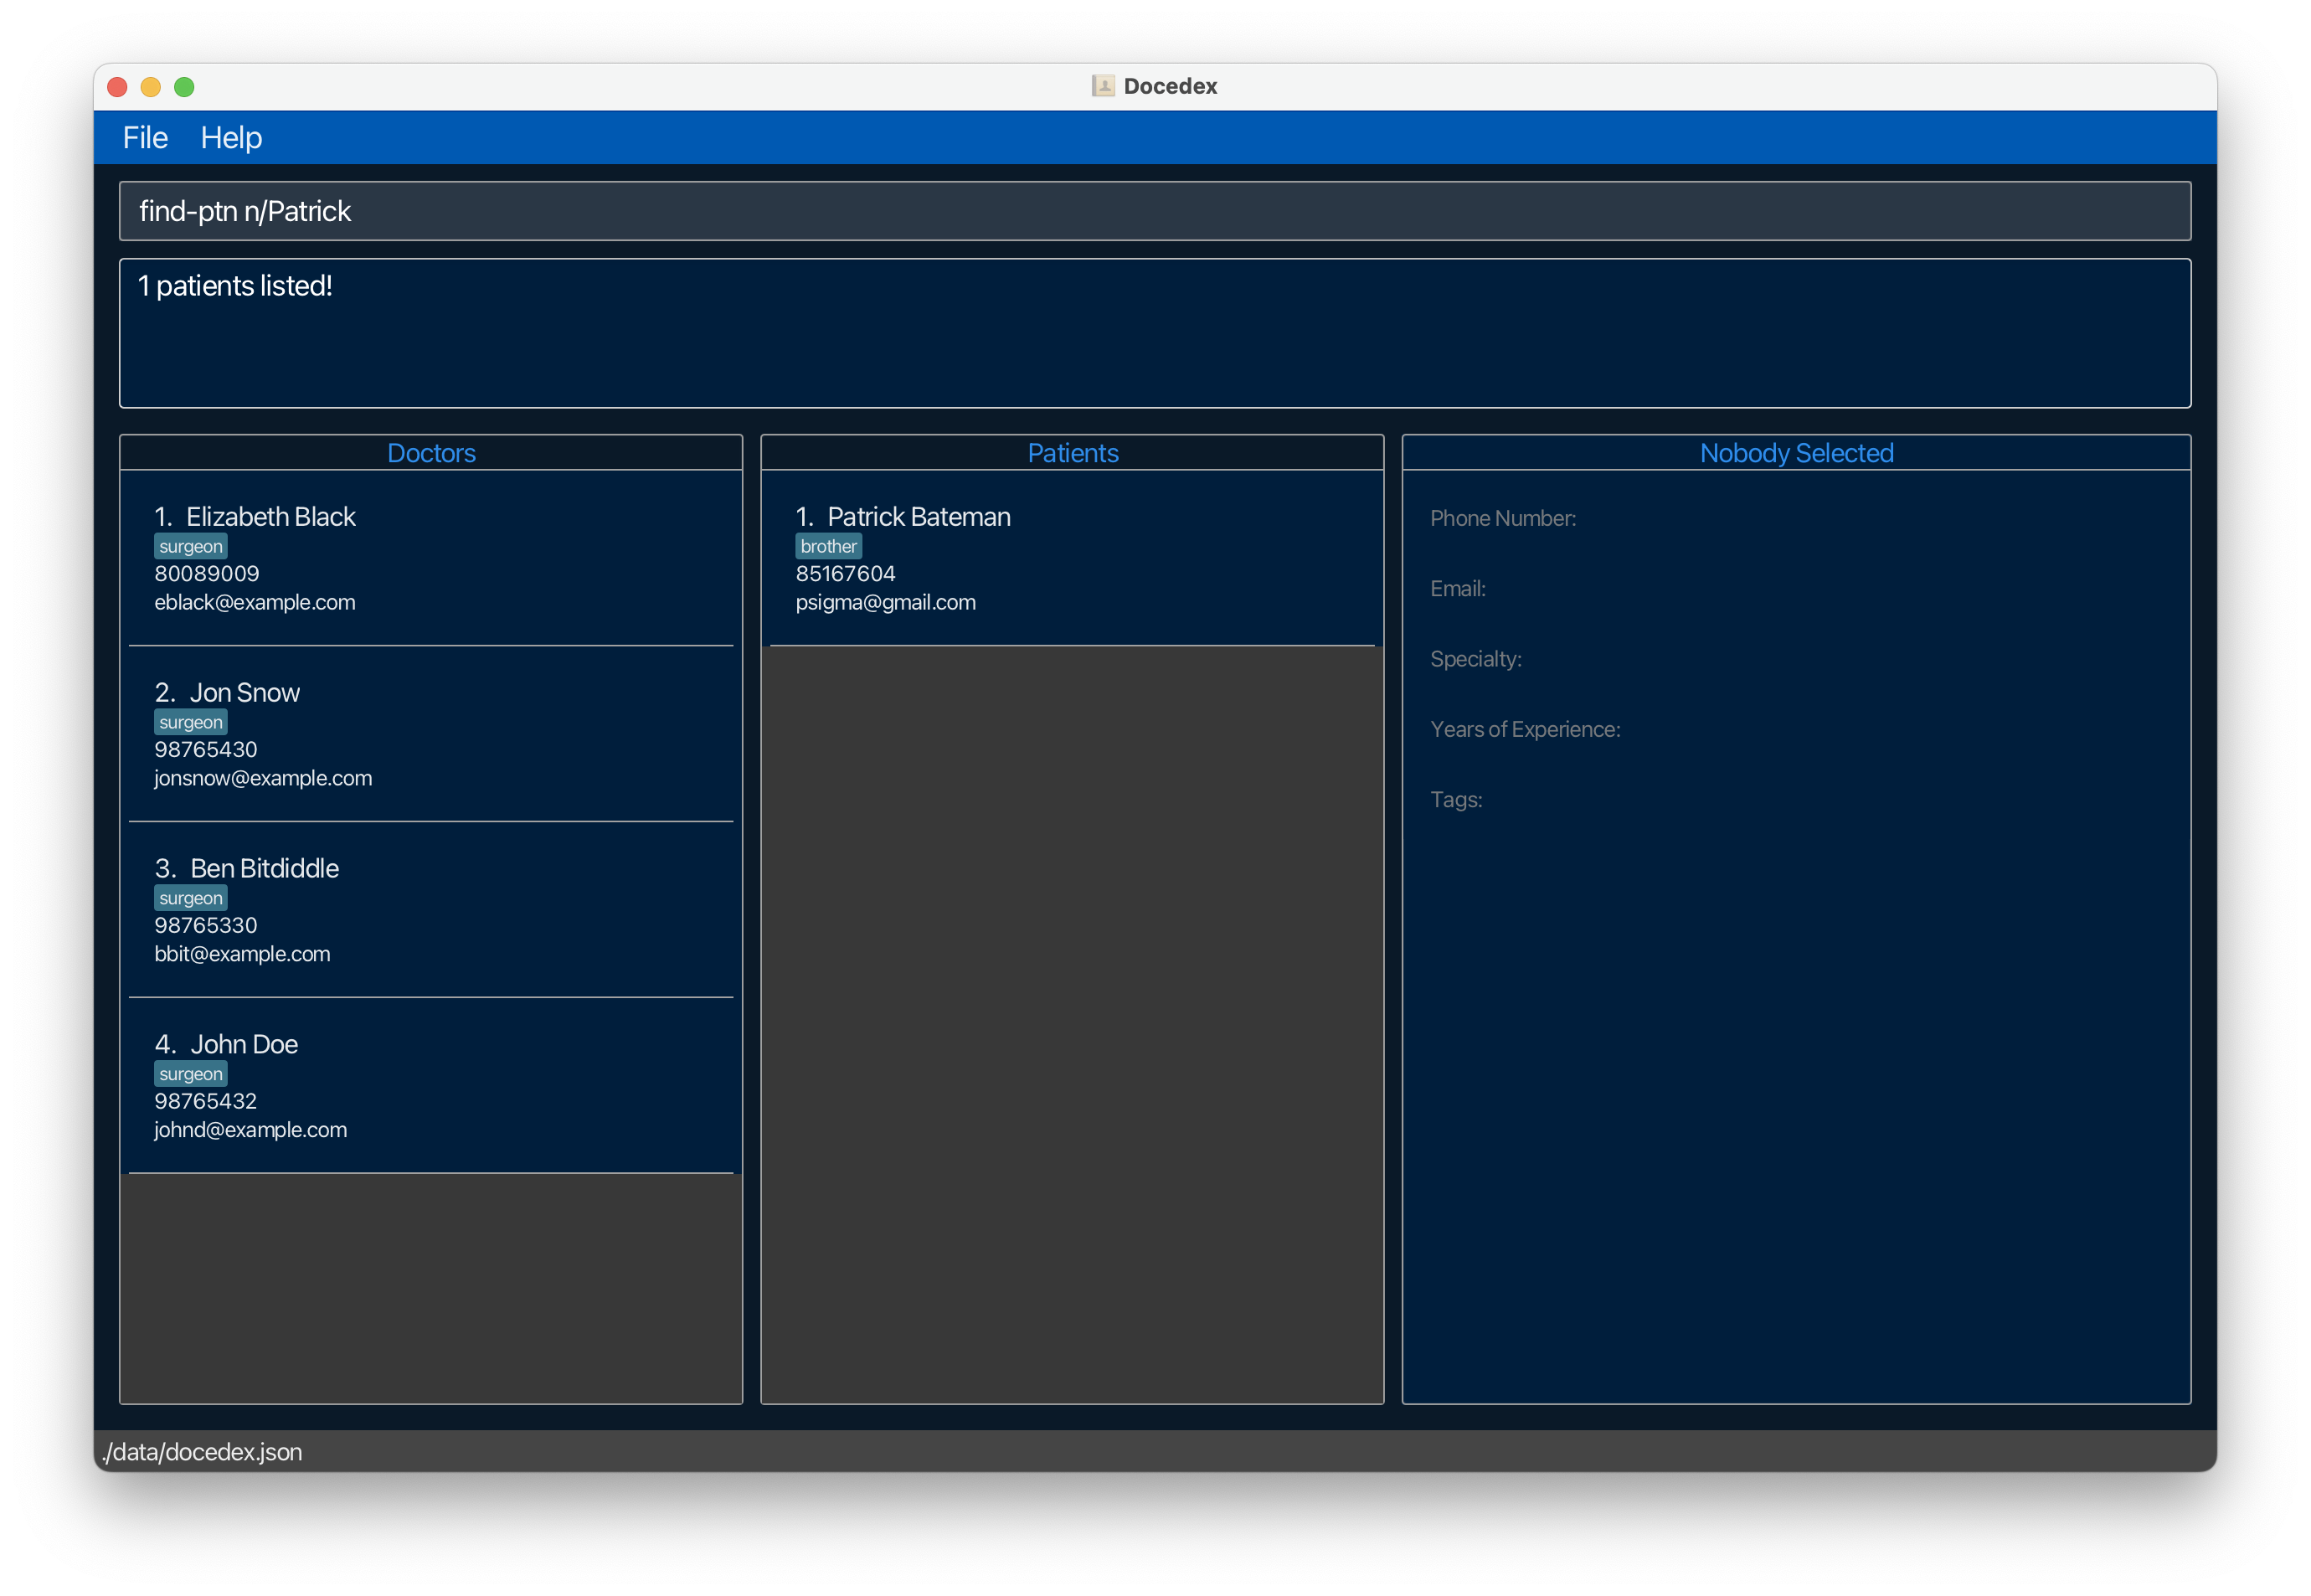 Docedex
File Help
find-ptn n/Patrick
1 patients listed!
Doctors
1. Elizabeth Black
surgeon
80089009
eblack@example.com
2. Jon Snow
surgeon
98765430
jonsnow@example.com
3. Ben Bitdiddle
surgeon
98765330
bbit@example.com
4. John Doe
surgeon
98765432
johnd@example.com
Patients
1. Patrick Bateman
brother
85167604
psigma@gmail.com
Nobody Selected
Phone Number:
Email:
Specialty:
Years of Experience:
Tags:
./data/docedex.json